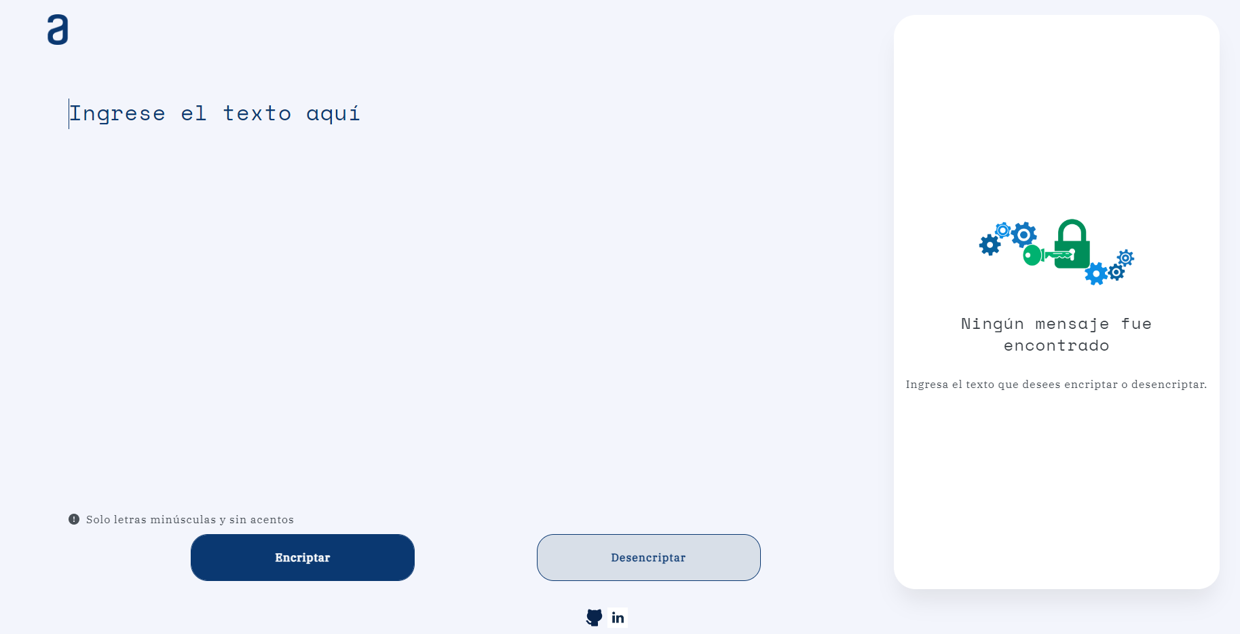 a
Ingrese el texto aquí
Ningún mensaje fue
encontrado
Ingresa el texto que desees encriptar o desencriptar.
Solo letras minúsculas y sin acentos
Encriptar
Desencriptar
in